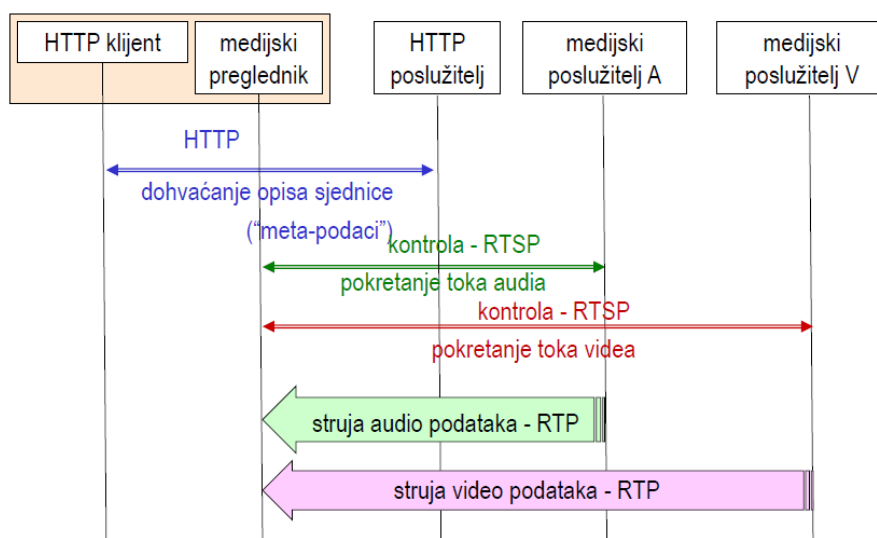 HTTP klijent
medijski
preglednik
HTTP
poslužitelj
medijski
poslužitelj A
medijski
poslužitelj V
HTTP
dohvaćanje opisa sjednice
(“meta-podaci”)
kontrola - RTSP
pokretanje toka audia
kontrola - RTSP
pokretanje toka videa
struja audio podataka - RTP
struja video podataka - RTP